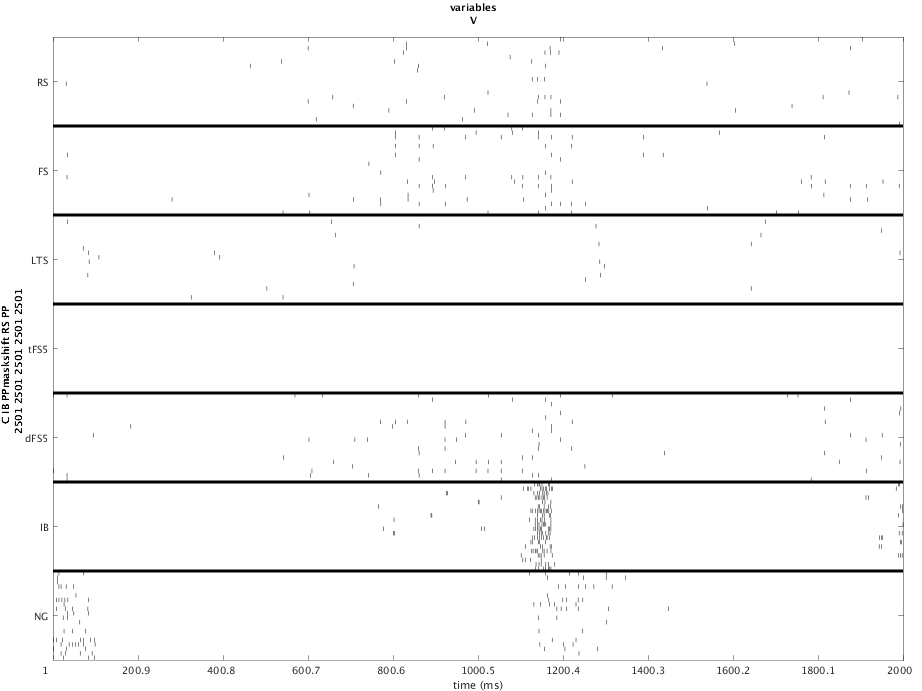 variables
V
RS
FS
LTS
tFS5
dFS5
IB
NG
C IB PPmaskshift RS PP
2501 2501 2501 2501 2501
1 200.9 400.8 600.7 800.6 1000.5 1200.4 1400.3 1600.2 1800.1 2000
time (ms)